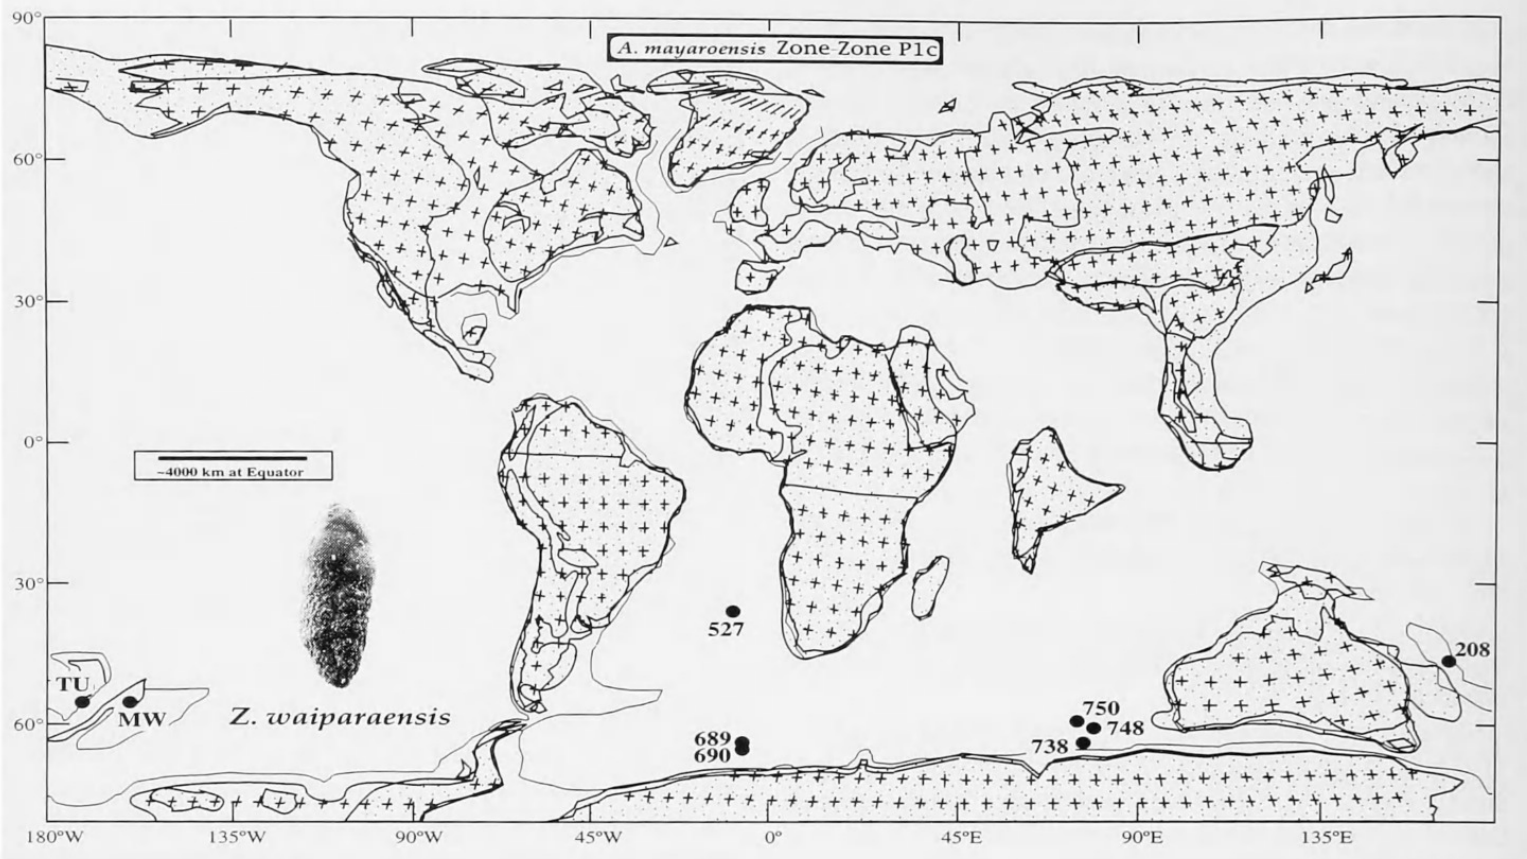 90°
A. mayaroensis Zone-Zone P1c
60°
30°
0°
~4000 km at Equator
30°
527
208
TU
MW
Z. waiparaensis
750
748
738
60°
689
690
180°W
135°W
90°W
45°W
0°
45°E
90°E
135°E